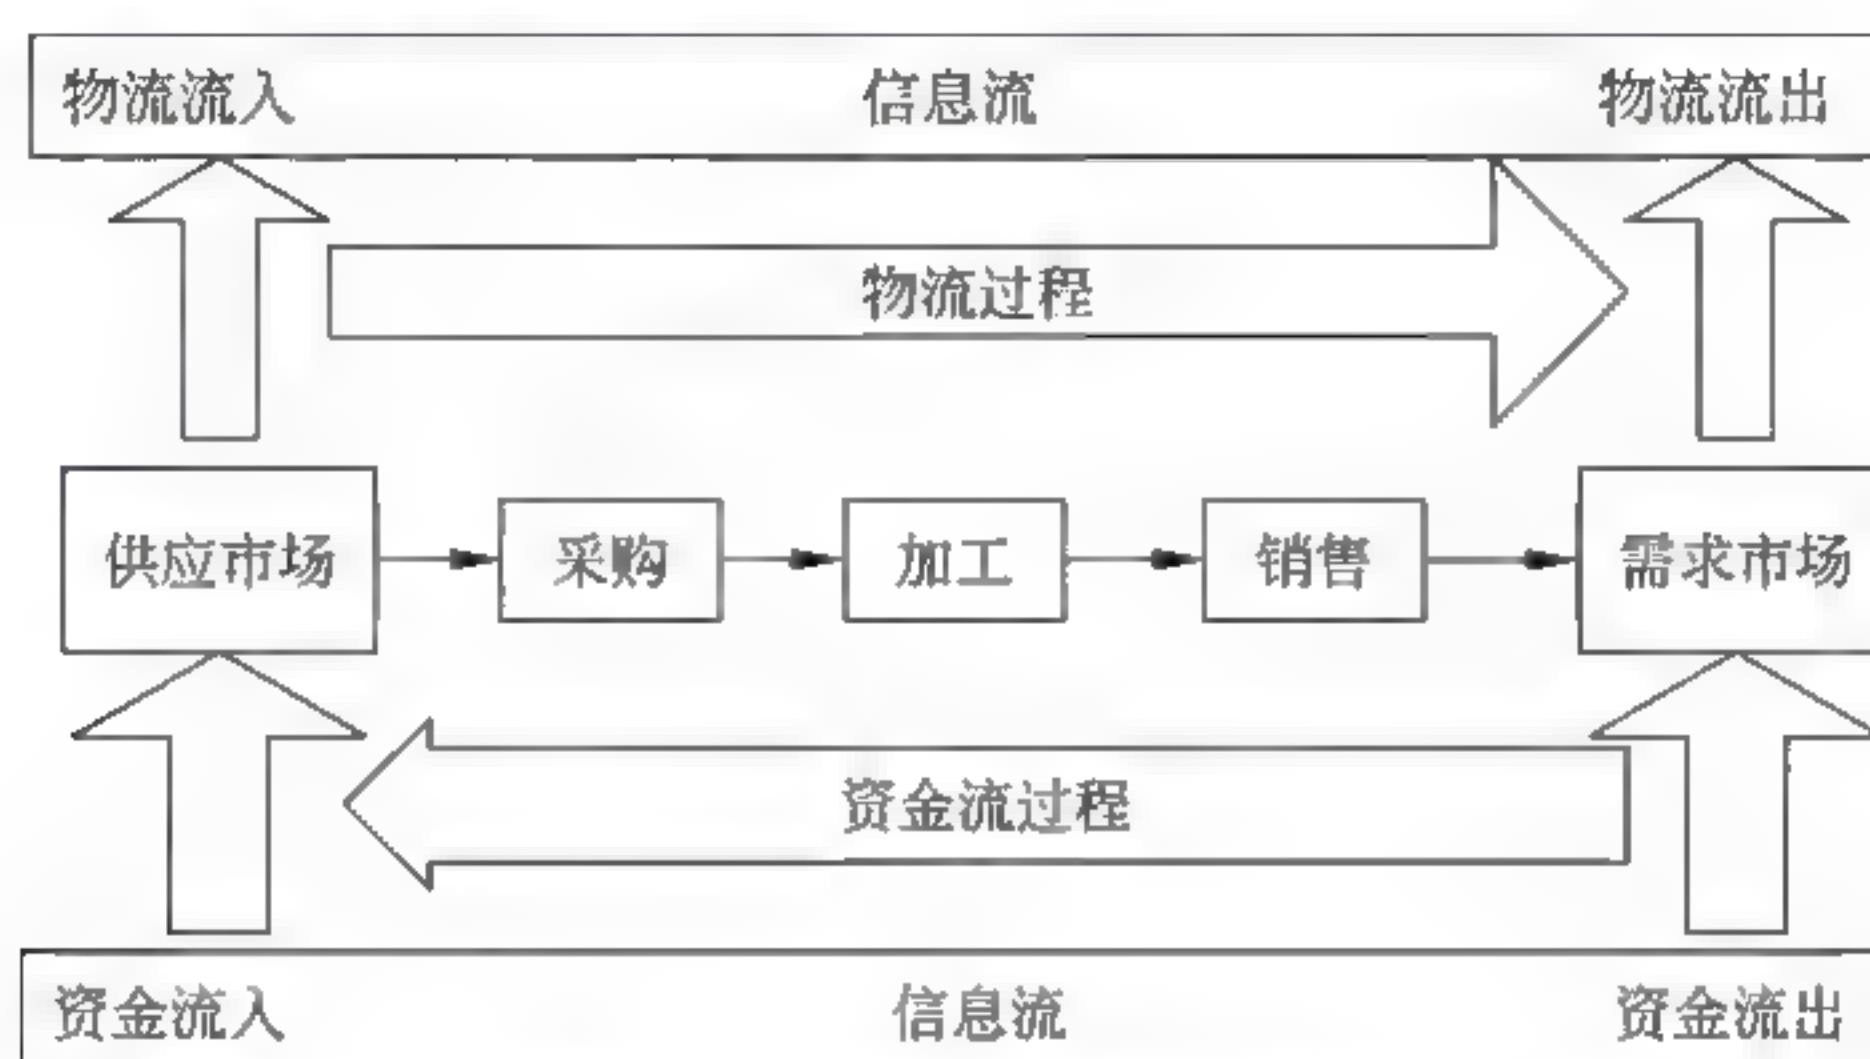 物流流入 信息流 物流流出
物流过程
供应市场 采购 加工 销售 需求市场
资金流过程
资金流入 信息流 资金流出